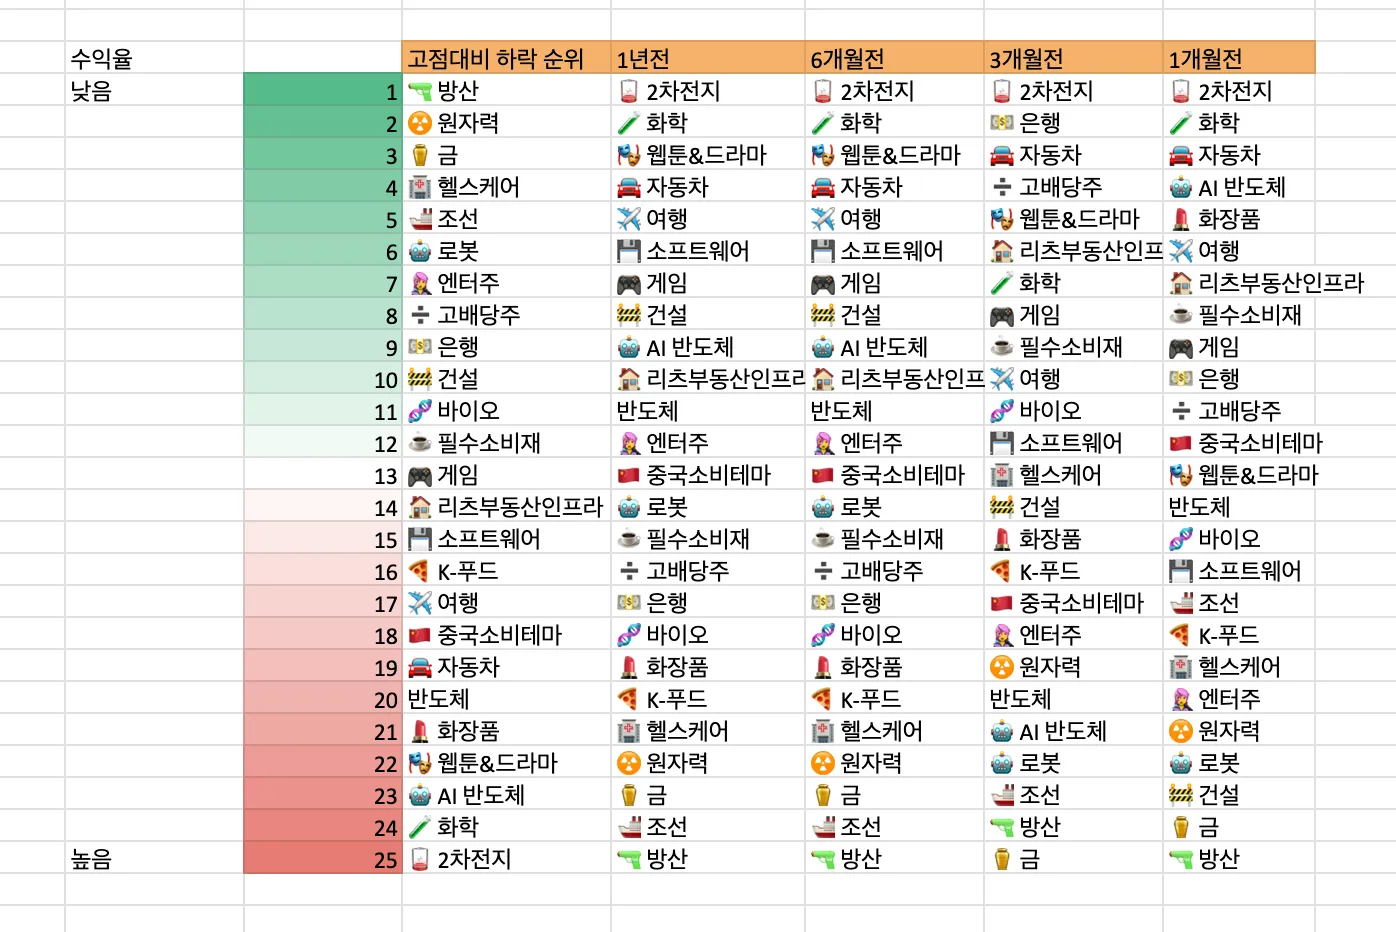 수익율 고점대비 하락 순위 1년전 6개월전 3개월전 1개월전
낮음 1 방산 2차전지 2차전지 2차전지 2차전지
2 원자력 화학 화학 은행 화학
3 금 웹툰&드라마 웹툰&드라마 자동차 자동차
4 헬스케어 자동차 자동차 고배당주 AI 반도체
5 조선 여행 여행 웹툰&드라마 화장품
6 로봇 소프트웨어 소프트웨어 리츠부동산인프 여행
7 엔터주 게임 게임 화학 리츠부동산인프라
8 고배당주 건설 건설 게임 필수소비재
9 은행 AI 반도체 AI 반도체 필수소비재 게임
10 건설 리츠부동산인프라 리츠부동산인프 여행 은행
11 바이오 반도체 반도체 바이오 고배당주
12 필수소비재 엔터주 엔터주 소프트웨어 중국소비테마
13 게임 중국소비테마 중국소비테마 헬스케어 웹툰&드라마
14 리츠부동산인프라 로봇 로봇 건설 반도체
15 소프트웨어 필수소비재 필수소비재 화장품 바이오
16 K-푸드 고배당주 고배당주 K-푸드 소프트웨어
17 여행 은행 은행 중국소비테마 조선
18 중국소비테마 바이오 바이오 엔터주 K-푸드
19 자동차 화장품 화장품 원자력 헬스케어
20 반도체 K-푸드 K-푸드 반도체 엔터주
21 화장품 헬스케어 헬스케어 AI 반도체 원자력
22 웹툰&드라마 원자력 원자력 로봇 로봇
23 AI 반도체 금 금 조선 건설
24 화학 조선 조선 방산 금
높음 25 2차전지 방산 방산 금 방산